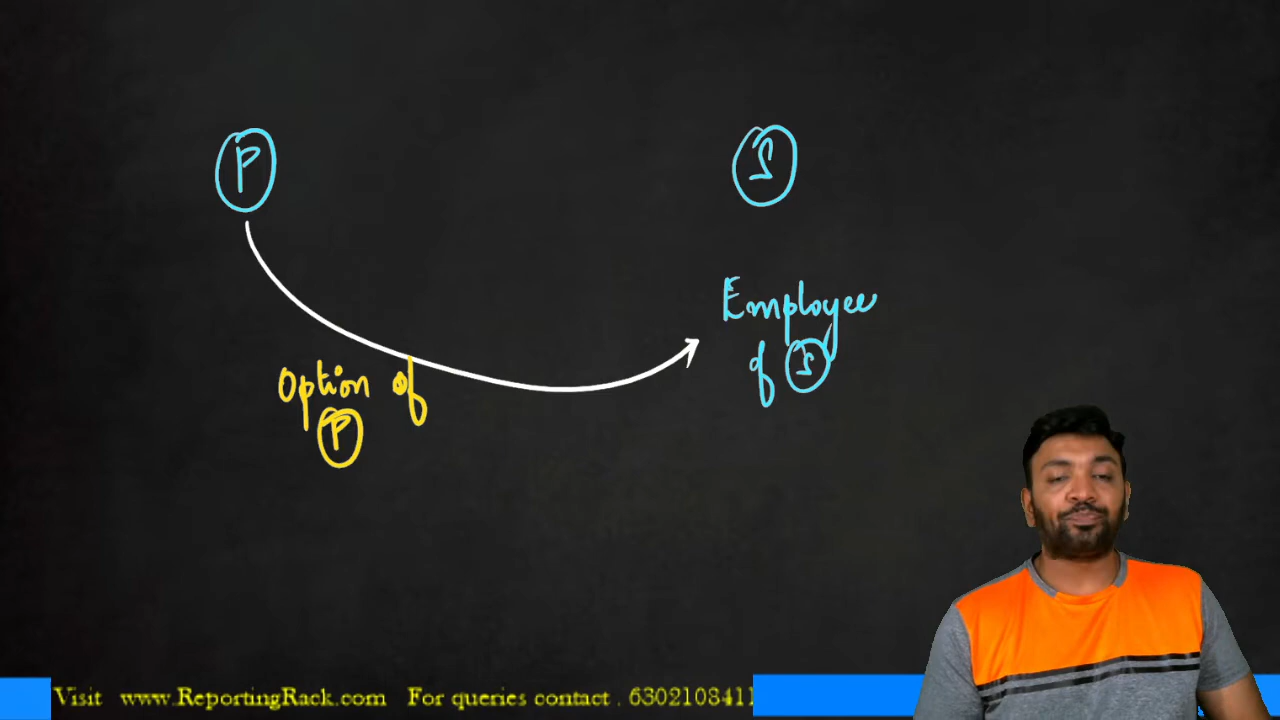 P
S
Employee
of S
Option of
P
Visit www.ReportingRack.com For queries contact . 6302108411